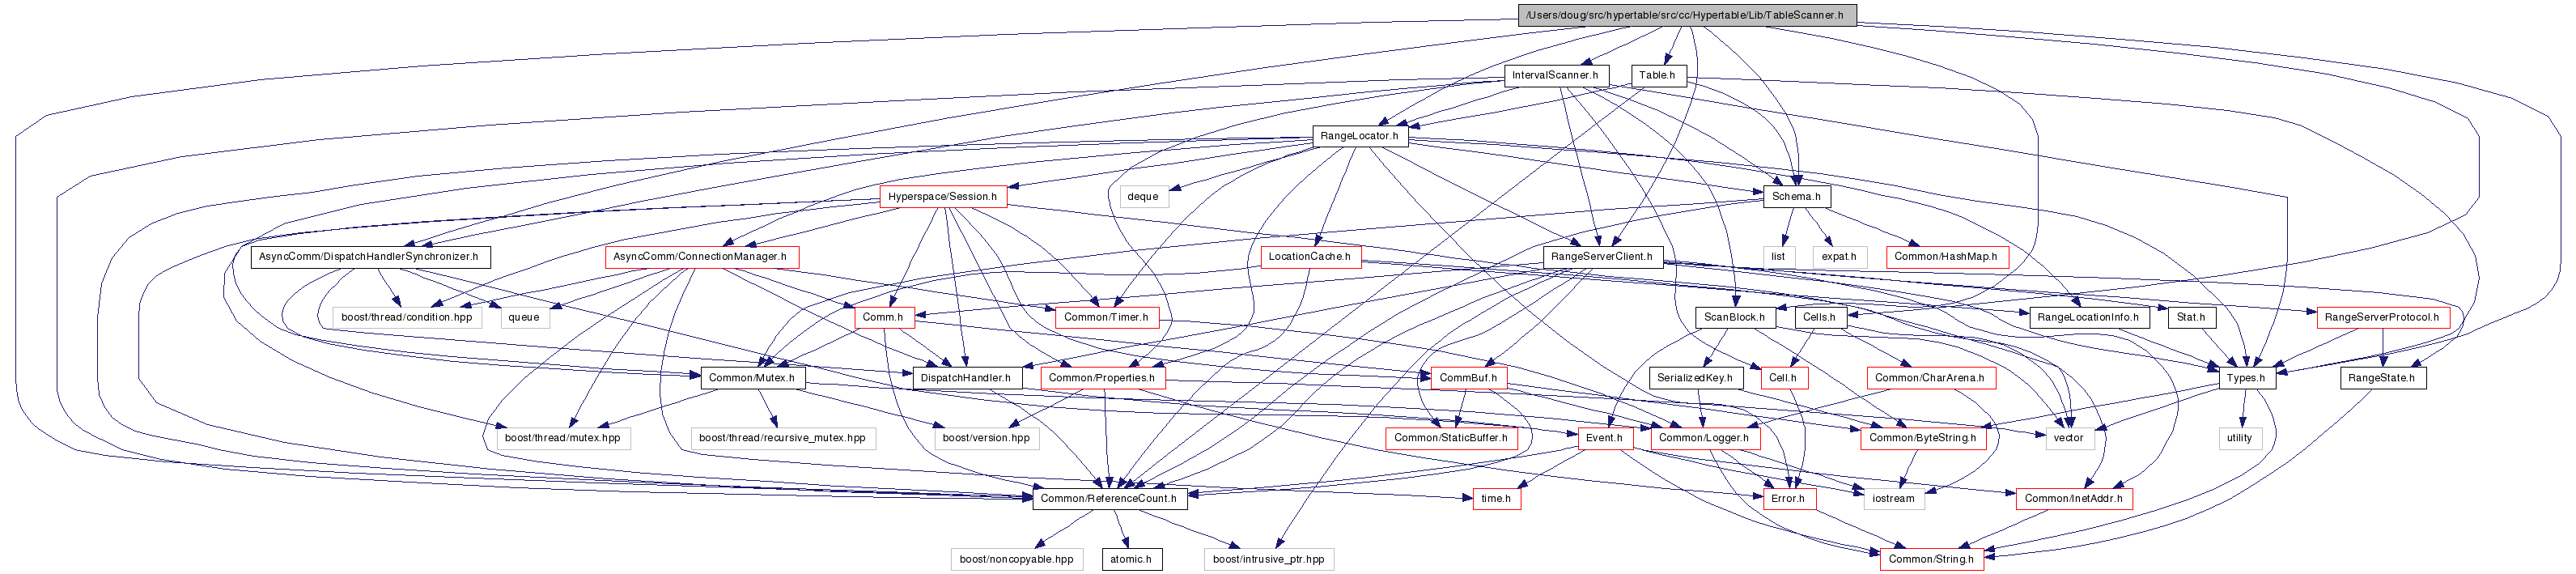 /Users/doug/src/hypertable/src/cc/Hypertable/Lib/TableScanner.h
IntervalScanner.h
Table.h
RangeLocator.h
Hyperspace/Session.h
deque
Schema.h
AsyncComm/DispatchHandlerSynchronizer.h
AsyncComm/ConnectionManager.h
LocationCache.h
RangeServerClient.h
list
expat.h
Common/HashMap.h
boost/thread/condition.hpp
queue
Comm.h
Common/Timer.h
ScanBlock.h
Cells.h
RangeLocationInfo.h
Stat.h
RangeServerProtocol.h
Common/Mutex.h
DispatchHandler.h
Common/Properties.h
CommBuf.h
SerializedKey.h
Cell.h
Common/CharArena.h
Types.h
RangeState.h
boost/thread/mutex.hpp
boost/thread/recursive_mutex.hpp
boost/version.hpp
Common/StaticBuffer.h
Event.h
Common/Logger.h
Common/ByteString.h
vector
utility
Common/ReferenceCount.h
time.h
Error.h
iostream
Common/InetAddr.h
boost/noncopyable.hpp
atomic.h
boost/intrusive_ptr.hpp
Common/String.h